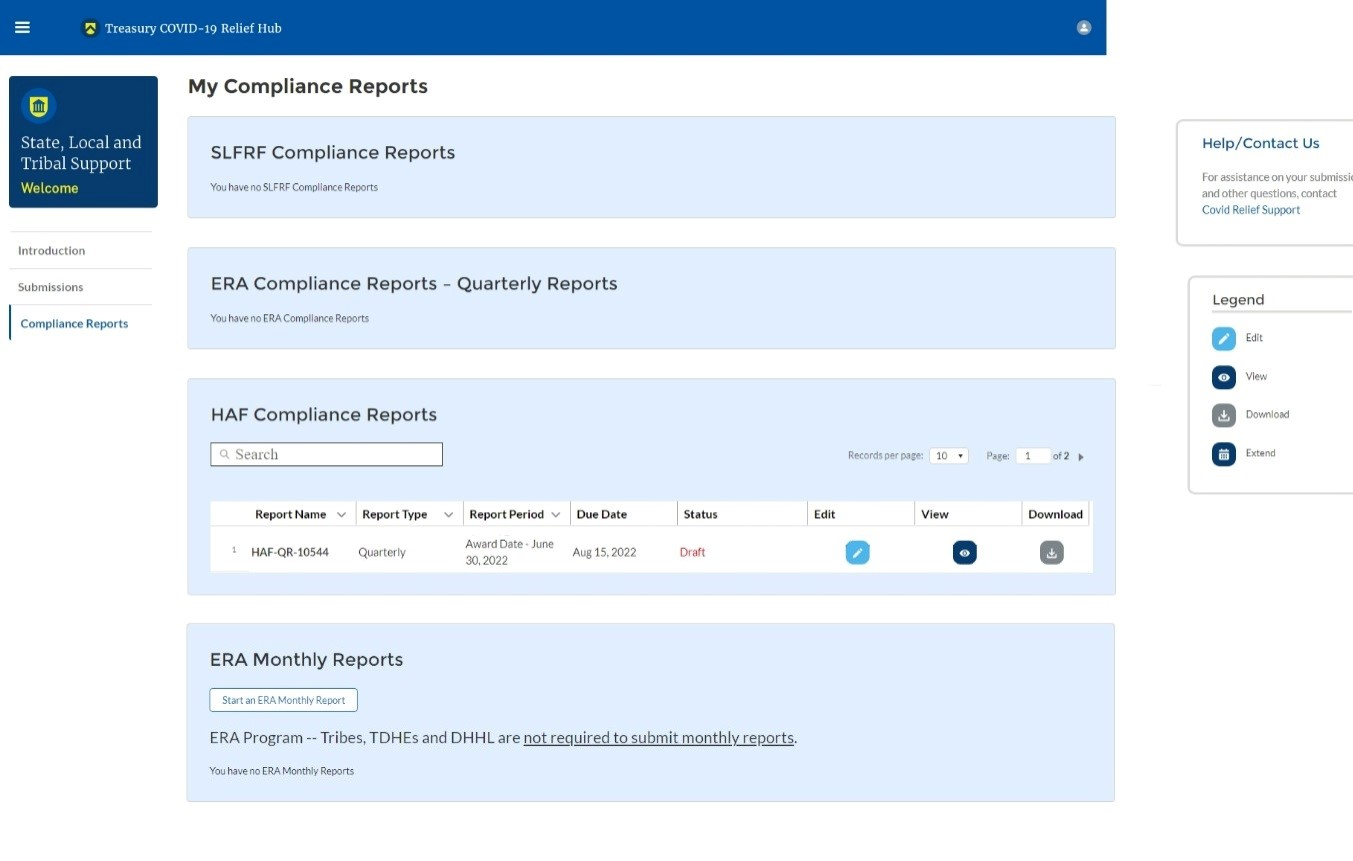 Treasury COVID-19 Relief Hub
State, Local and
Tribal Support
Welcome
Introduction
Submissions
Compliance Reports
My Compliance Reports
SLFRF Compliance Reports
You have no SLFRF Compliance Reports
ERA Compliance Reports – Quarterly Reports
You have no ERA Compliance Reports
HAF Compliance Reports
Search
Records per page: 10 Page: 1 of 2
Report Name Report Type Report Period Due Date Status Edit View Download
1 HAF-QR-10544 Quarterly Award Date - June Aug 15, 2022 Draft
30, 2022
ERA Monthly Reports
Start an ERA Monthly Report
ERA Program -- Tribes, TDHEs and DHHL are not required to submit monthly reports.
You have no ERA Monthly Reports
Help/Contact Us
For assistance on your submissio
and other questions, contact
Covid Relief Support
Legend
Edit
View
Download
Extend